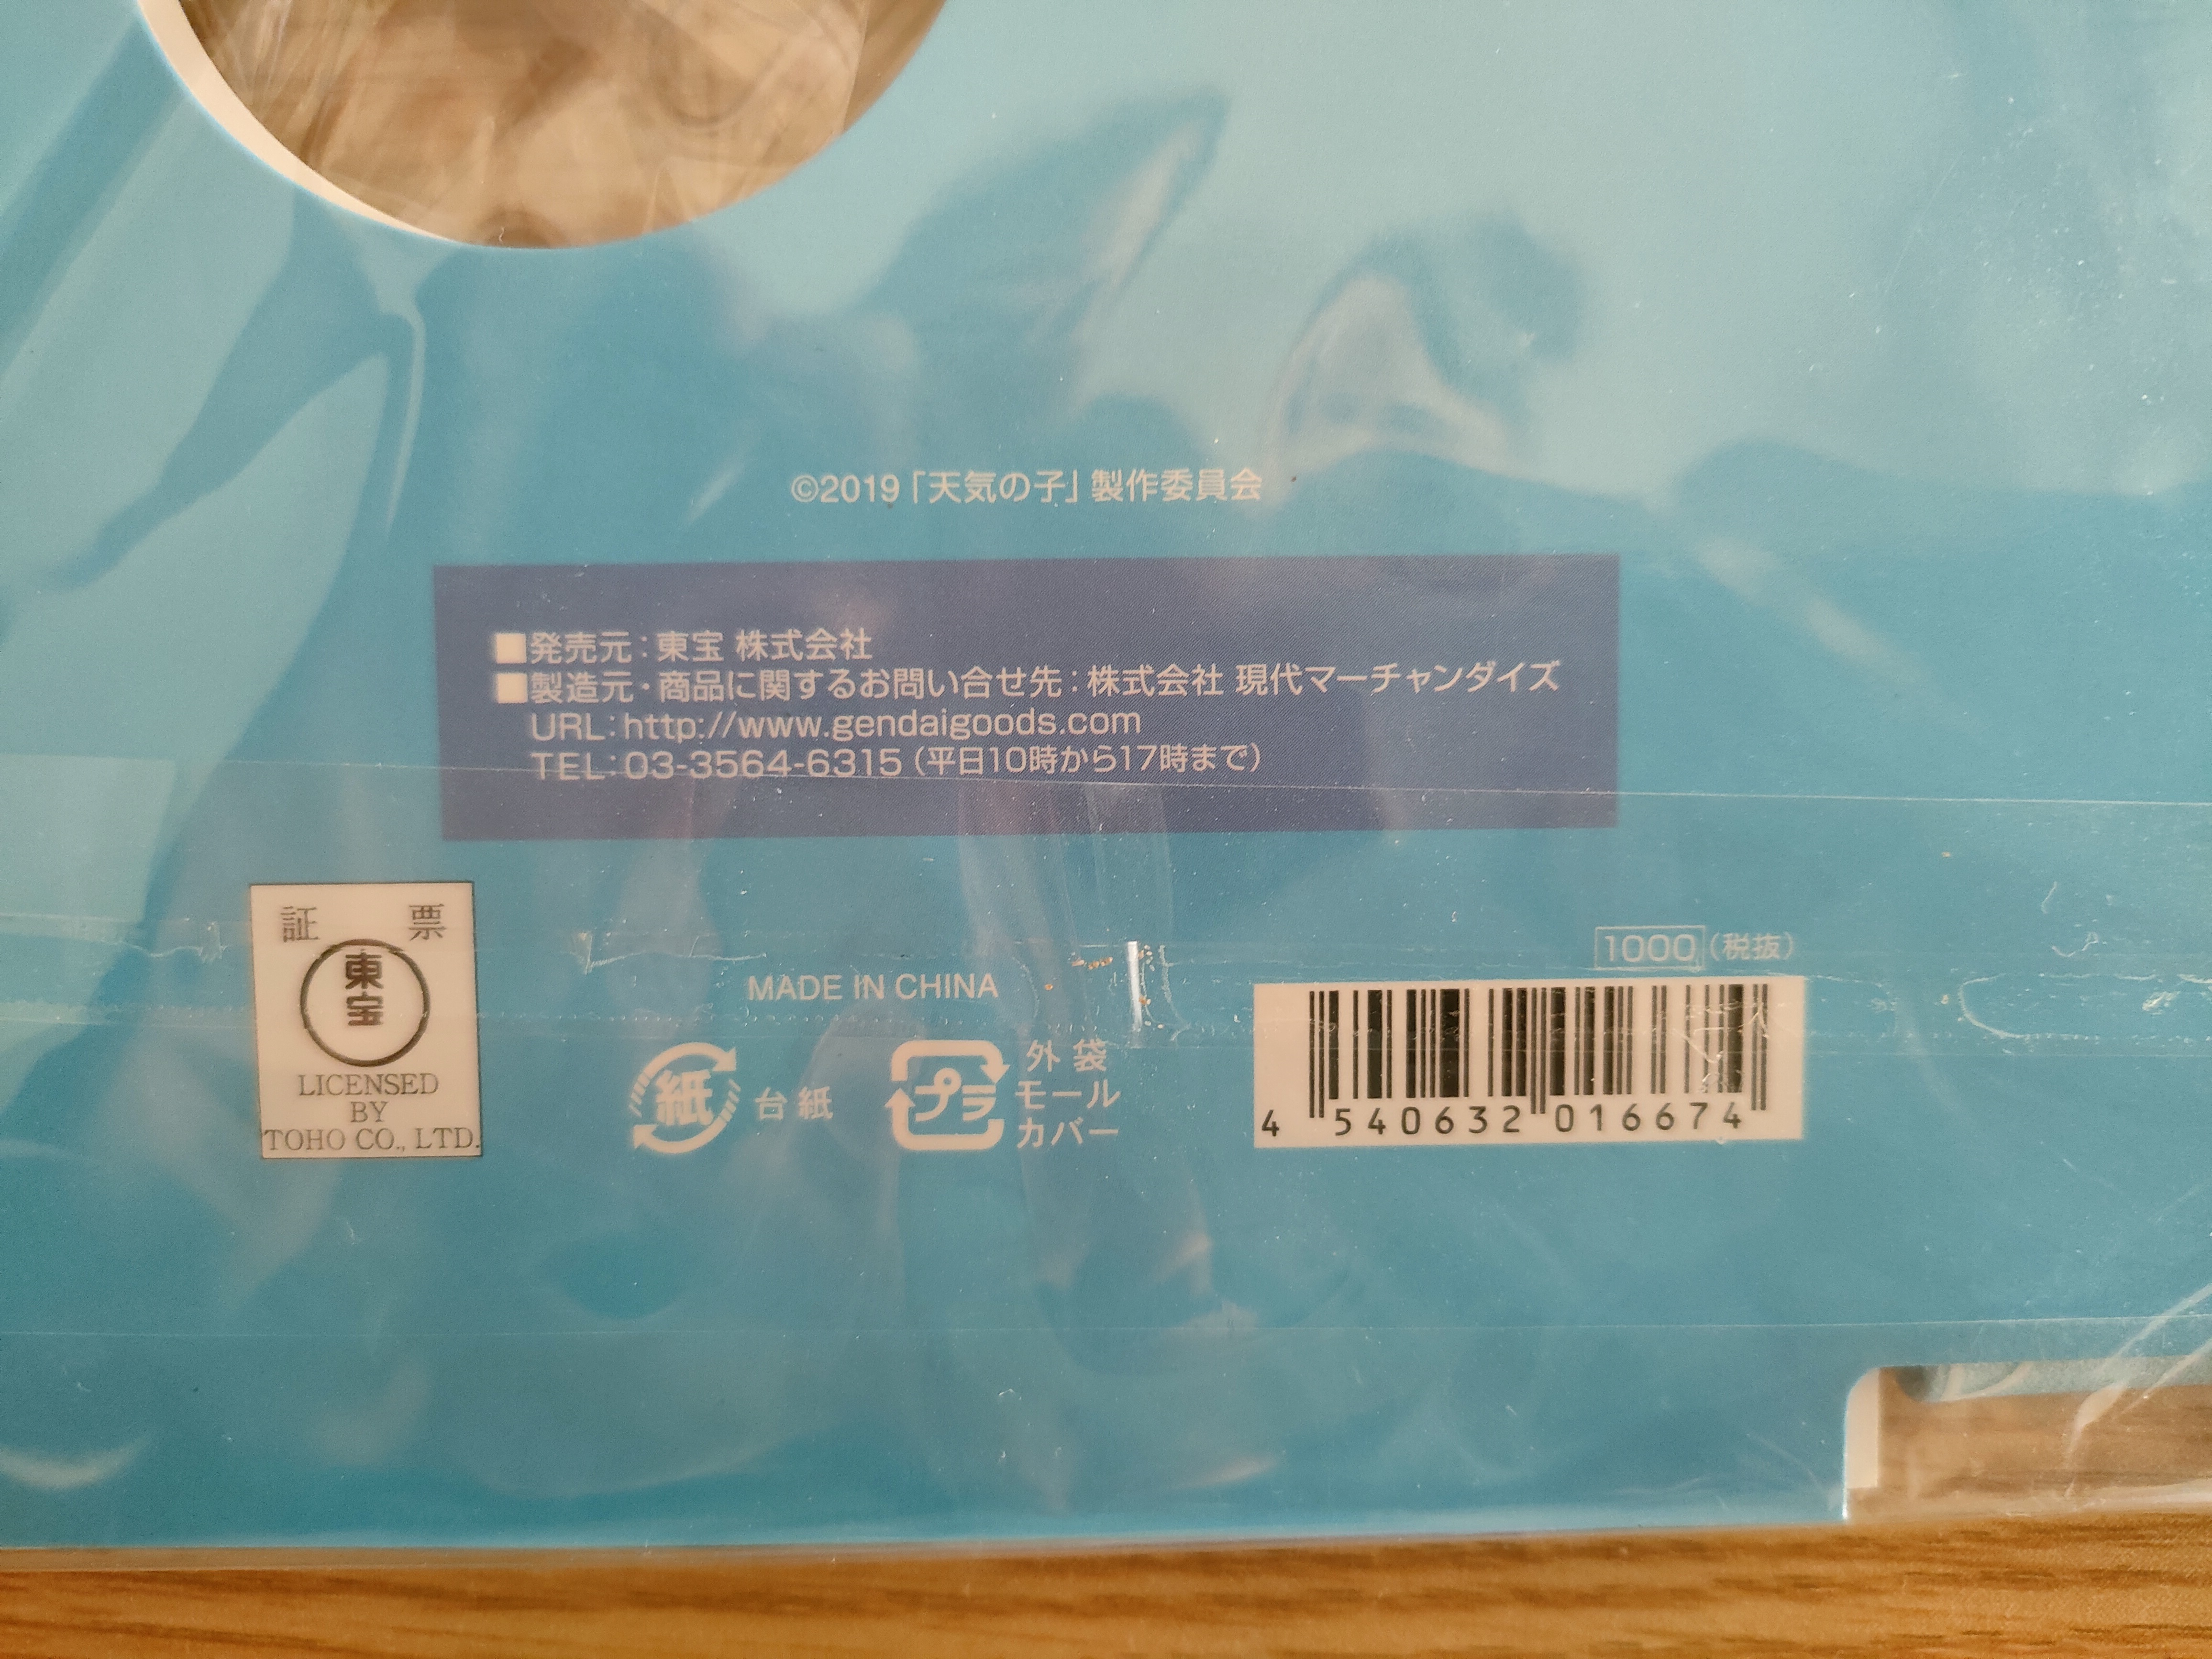 ©2019「天気の子」製作委員会
■発売元：東宝 株式会社
■製造元・商品に関するお問い合せ先：株式会社 現代マーチャンダイズ
URL：http://www.gendaigoods.com
TEL：03-3564-6315（平日10時から17時まで）
証 票
東宝
LICENSED
BY
TOHO CO., LTD.
MADE IN CHINA
紙 台紙
プラ
外袋
モール
カバー
1000（税抜）
4 540632 016674